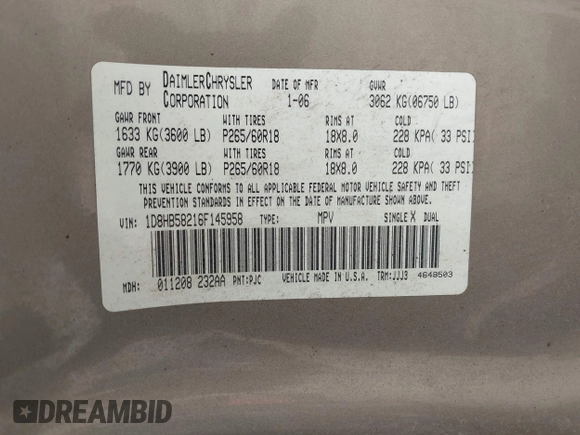 MFD BY DAIMLERCHRYSLER CORPORATION DATE OF MFR 1-06 GVWR 3062 KG(06750 LB)
GAWR FRONT WITH TIRES RIMS AT COLD
1633 KG(3600 LB) P265/60R18 18X8.0 228 KPA( 33 PSI)
GAWR REAR WITH TIRES RIMS AT COLD
1770 KG(3900 LB) P265/60R18 18X8.0 228 KPA( 33 PSI)
THIS VEHICLE CONFORMS TO ALL APPLICABLE FEDERAL MOTOR VEHICLE SAFETY AND THEFT
PREVENTION STANDARDS IN EFFECT ON THE DATE OF MANUFACTURE SHOWN ABOVE.
VIN: 1D8HB58216F145958 TYPE: MPV SINGLE X DUAL
MDH: 011208 232AA PNT:PJC VEHICLE MADE IN U.S.A. TRM:JJJ3 4648503
DREAMBID